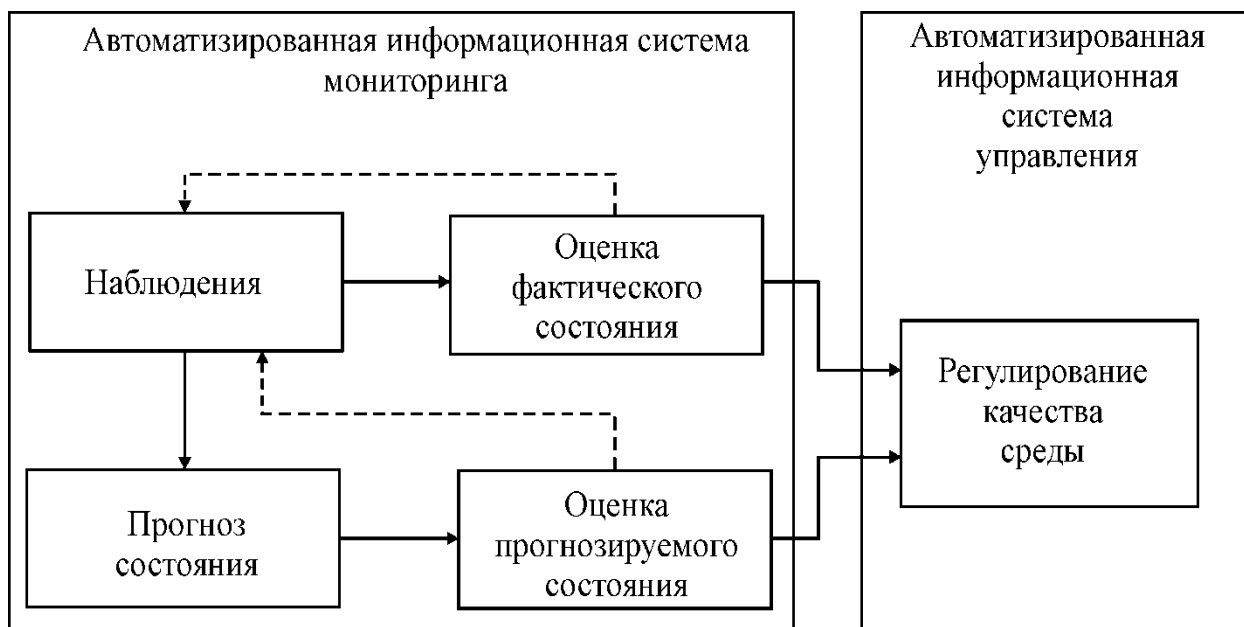 Автоматизированная информационная система
мониторинга
Автоматизированная
информационная
система
управления
Наблюдения
Оценка
фактического
состояния
Регулирование
качества
среды
Прогноз
состояния
Оценка
прогнозируемого
состояния